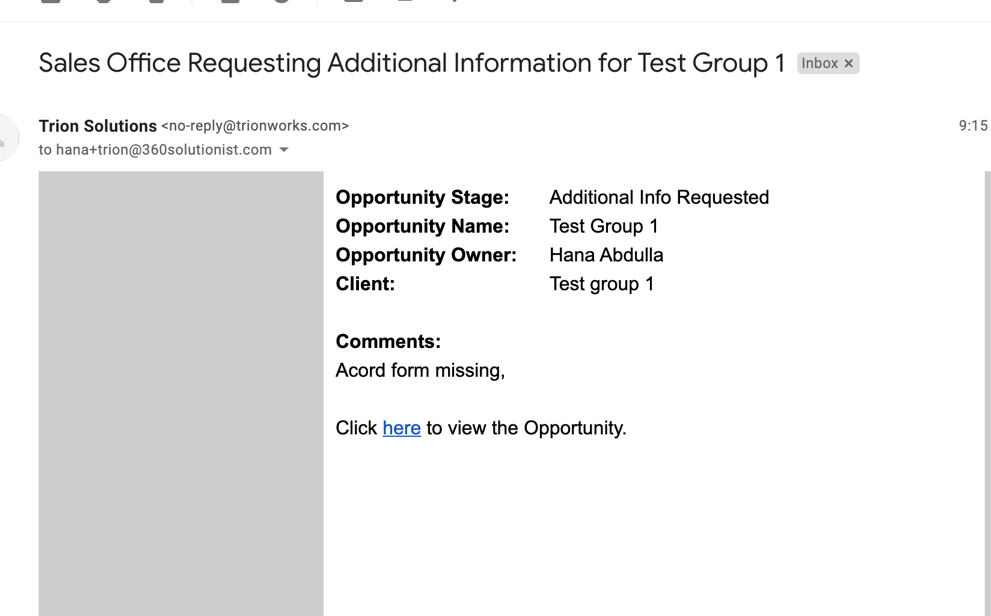 Sales Office Requesting Additional Information for Test Group 1 Inbox ×
Trion Solutions <no-reply@trionworks.com> 9:15
to hana+trion@360solutionist.com
Opportunity Stage: Additional Info Requested
Opportunity Name: Test Group 1
Opportunity Owner: Hana Abdulla
Client: Test group 1
Comments:
Acord form missing,
Click here to view the Opportunity.